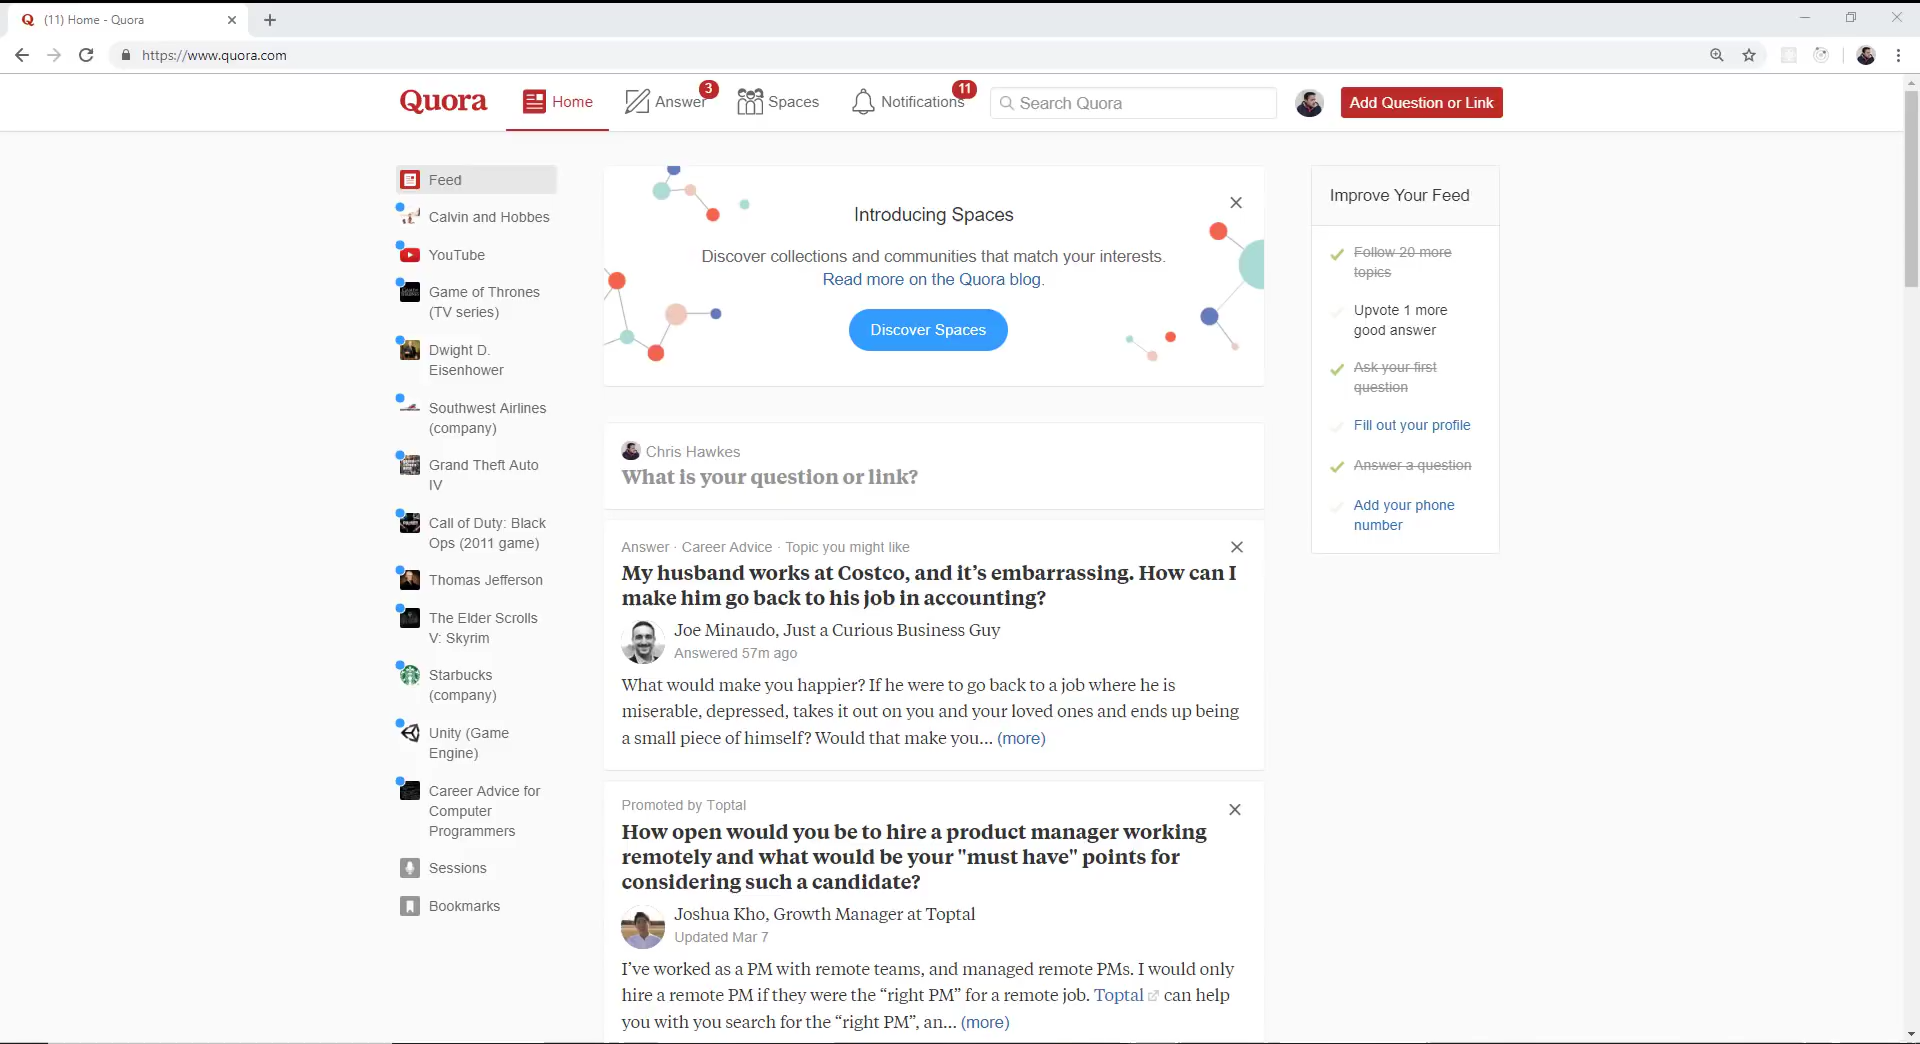 (11) Home - Quora
https://www.quora.com
Quora
Home
Answer
3
Spaces
Notifications
11
Search Quora
Add Question or Link
Feed
Calvin and Hobbes
YouTube
Game of Thrones
(TV series)
Dwight D.
Eisenhower
Southwest Airlines
(company)
Grand Theft Auto
IV
Call of Duty: Black
Ops (2011 game)
Thomas Jefferson
The Elder Scrolls
V: Skyrim
Starbucks
(company)
Unity (Game
Engine)
Career Advice for
Computer
Programmers
Sessions
Bookmarks
Introducing Spaces
Discover collections and communities that match your interests.
Read more on the Quora blog.
Discover Spaces
Chris Hawkes
What is your question or link?
Answer · Career Advice · Topic you might like
My husband works at Costco, and it’s embarrassing. How can I
make him go back to his job in accounting?
Joe Minaudo, Just a Curious Business Guy
Answered 57m ago
What would make you happier? If he were to go back to a job where he is
miserable, depressed, takes it out on you and your loved ones and ends up being
a small piece of himself? Would that make you... (more)
Promoted by Toptal
How open would you be to hire a product manager working
remotely and what would be your "must have" points for
considering such a candidate?
Joshua Kho, Growth Manager at Toptal
Updated Mar 7
I’ve worked as a PM with remote teams, and managed remote PMs. I would only
hire a remote PM if they were the “right PM” for a remote job. Toptal can help
you with you search for the “right PM”, an... (more)
Improve Your Feed
Follow 20 more
topics
Upvote 1 more
good answer
Ask your first
question
Fill out your profile
Answer a question
Add your phone
number